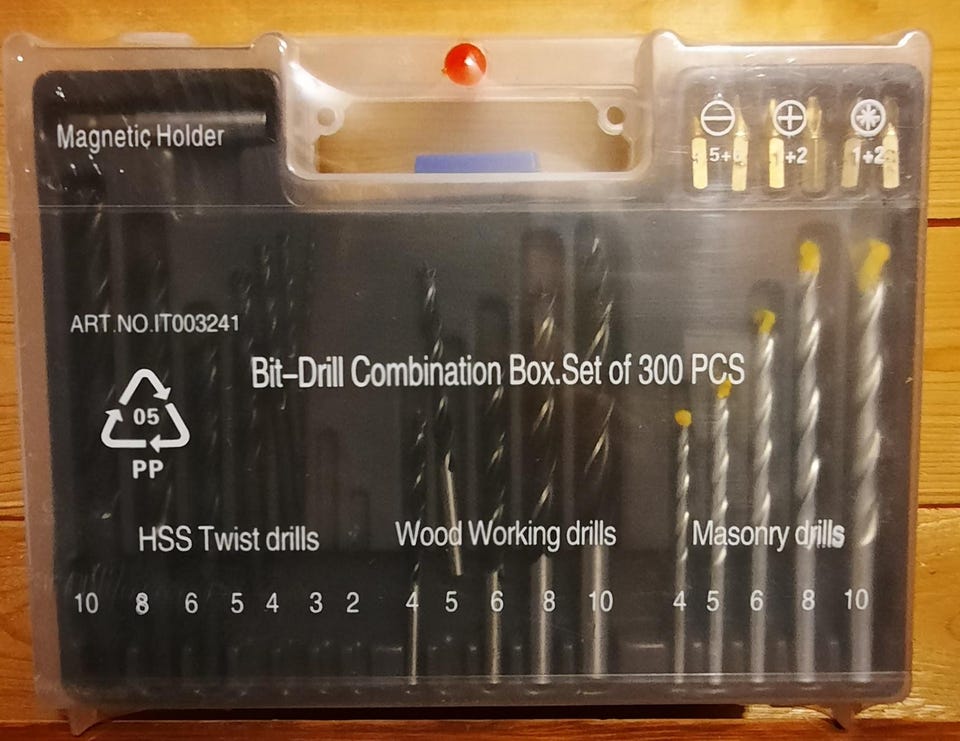 Magnetic Holder
5+6
1+2
1+2
ART.NO.IT003241
Bit-Drill Combination Box.Set of 300 PCS
05
PP
HSS Twist drills
Wood Working drills
Masonry drills
10 8 6 5 4 3 2
4 5 6 8 10
4 5 6 8 10